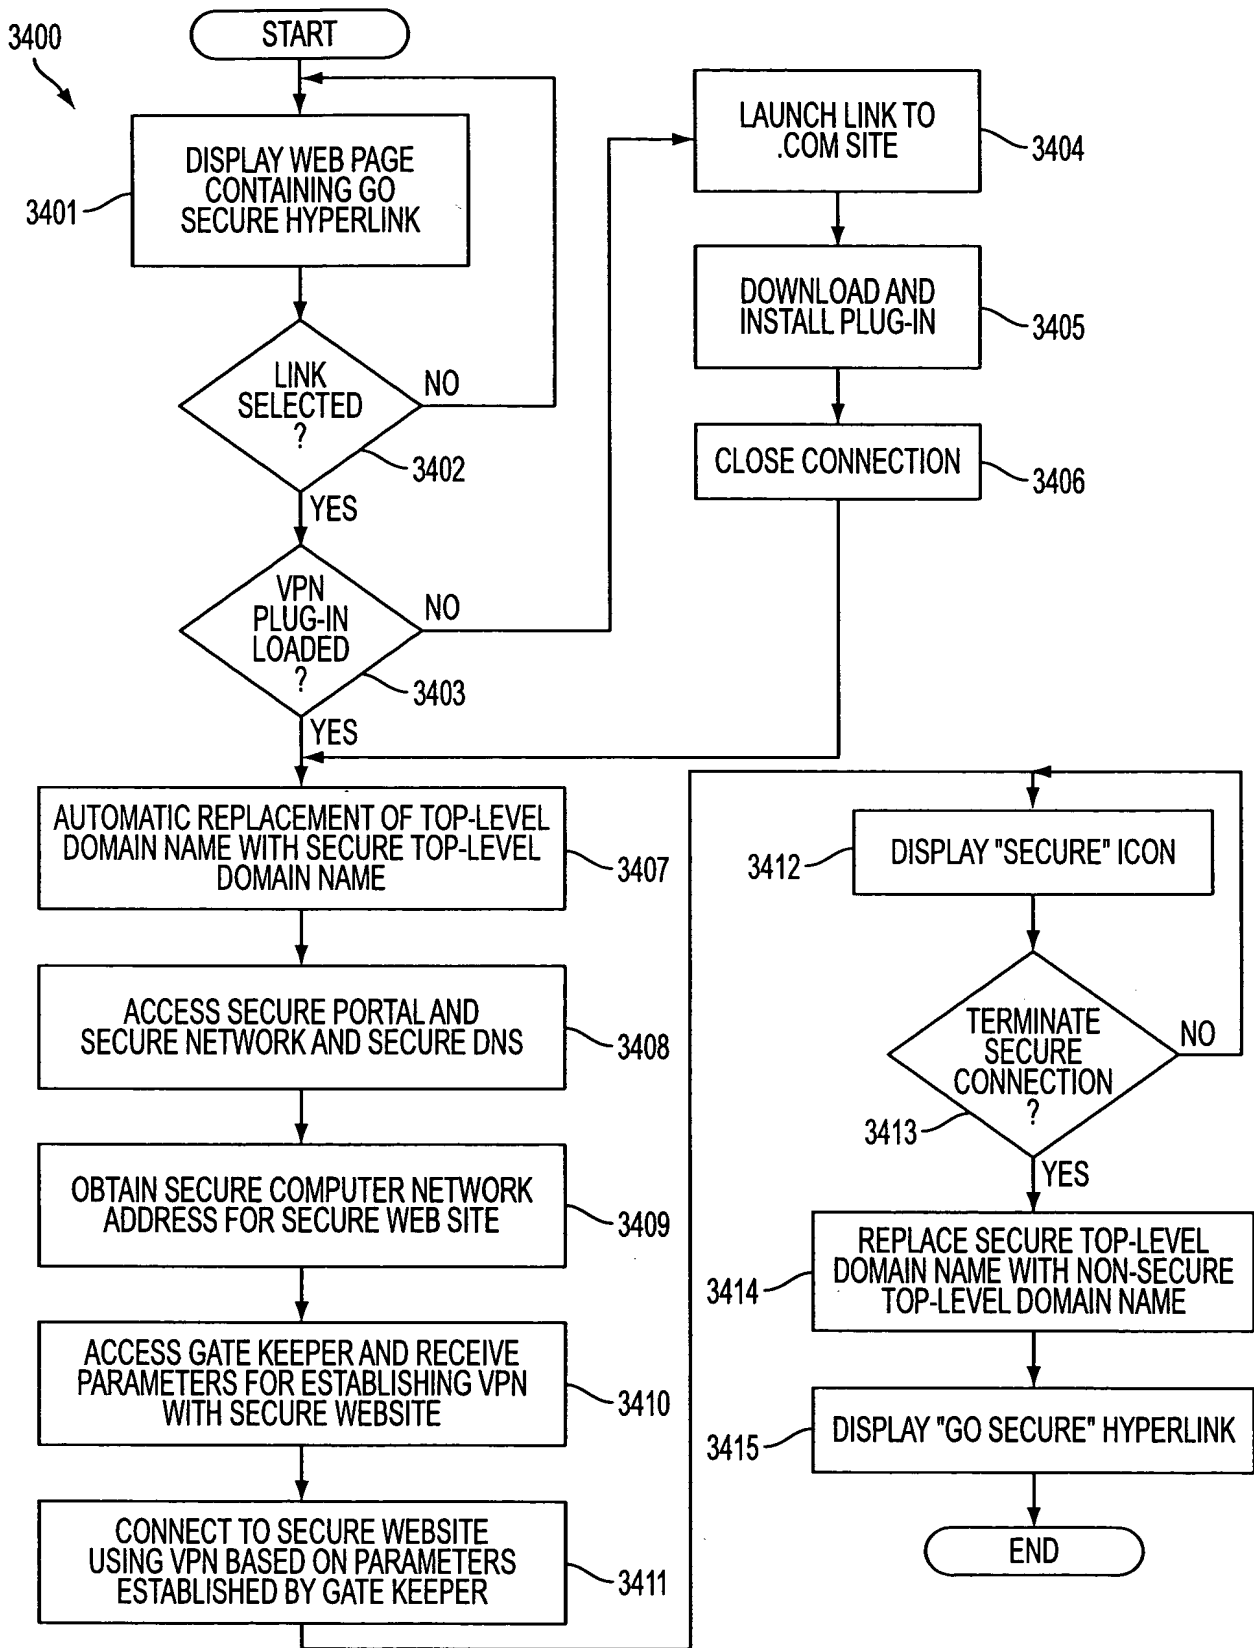 3400
START
DISPLAY WEB PAGE
CONTAINING GO
SECURE HYPERLINK
3401
LINK
SELECTED
?
NO
3402
YES
VPN
PLUG-IN
LOADED
?
NO
3403
YES
LAUNCH LINK TO
.COM SITE
3404
DOWNLOAD AND
INSTALL PLUG-IN
3405
CLOSE CONNECTION
3406
AUTOMATIC REPLACEMENT OF TOP-LEVEL
DOMAIN NAME WITH SECURE TOP-LEVEL
DOMAIN NAME
3407
ACCESS SECURE PORTAL AND
SECURE NETWORK AND SECURE DNS
3408
OBTAIN SECURE COMPUTER NETWORK
ADDRESS FOR SECURE WEB SITE
3409
ACCESS GATE KEEPER AND RECEIVE
PARAMETERS FOR ESTABLISHING VPN
WITH SECURE WEBSITE
3410
CONNECT TO SECURE WEBSITE
USING VPN BASED ON PARAMETERS
ESTABLISHED BY GATE KEEPER
3411
DISPLAY "SECURE" ICON
3412
TERMINATE
SECURE
CONNECTION
?
NO
3413
YES
REPLACE SECURE TOP-LEVEL
DOMAIN NAME WITH NON-SECURE
TOP-LEVEL DOMAIN NAME
3414
DISPLAY "GO SECURE" HYPERLINK
3415
END